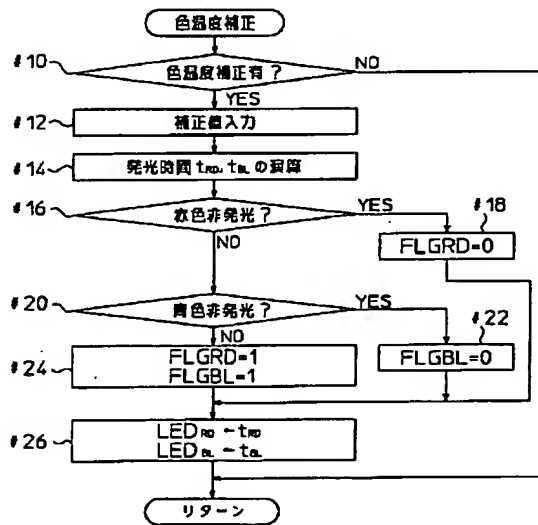 色温度補正
#10
色温度補正有?
NO
YES
#12
補正値入力
#14
発光時間 tRD, tBL の演算
#16
赤色非発光?
YES
#18
FLGRD=0
NO
#20
青色非発光?
YES
#22
FLGBL=0
NO
#24
FLGRD=1
FLGBL=1
#26
LEDRD ← tRD
LEDBL ← tBL
リターン